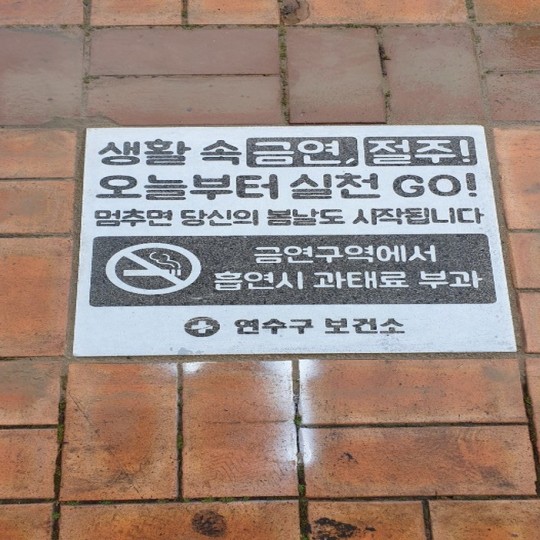 생활 속 금연, 절주!
오늘부터 실천 GO!
멈추면 당신의 봄날도 시작됩니다
금연구역에서
흡연시 과태료 부과
연수구 보건소